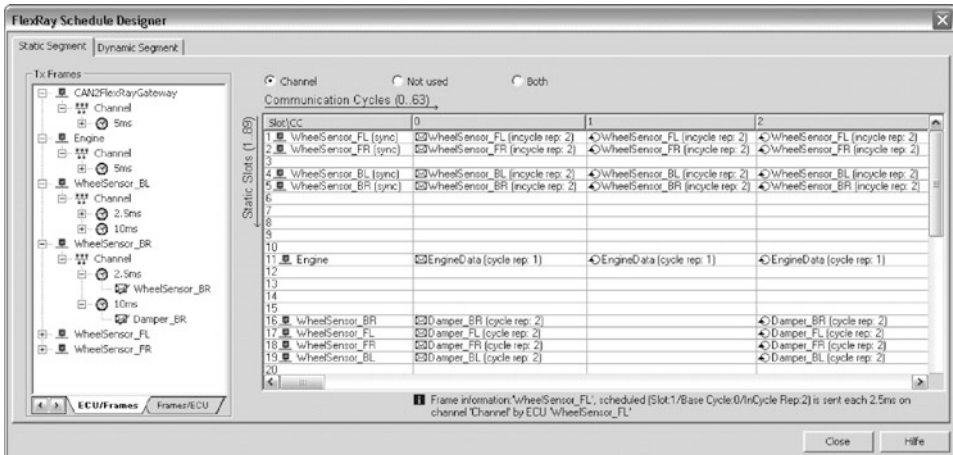 FlexRay Schedule Designer
Static Segment Dynamic Segment
Tx Frames
CAN2FlexRayGateway
Channel
5ms
Engine
Channel
5ms
WheelSensor_BL
Channel
2.5ms
10ms
WheelSensor_BR
Channel
2.5ms
WheelSensor_BR
10ms
Damper_BR
WheelSensor_FL
WheelSensor_FR
ECU/Frames Frames/ECU
Channel Not used Both
Communication Cycles (0..63)
Static Slots (1..89)
Slot\CC 0 1 2
1 WheelSensor_FL (sync) WheelSensor_FL (incycle rep: 2) WheelSensor_FL (incycle rep: 2) WheelSensor_FL (incycle rep: 2)
2 WheelSensor_FR (sync) WheelSensor_FR (incycle rep: 2) WheelSensor_FR (incycle rep: 2) WheelSensor_FR (incycle rep: 2)
3
4 WheelSensor_BL (sync) WheelSensor_BL (incycle rep: 2) WheelSensor_BL (incycle rep: 2) WheelSensor_BL (incycle rep: 2)
5 WheelSensor_BR (sync) WheelSensor_BR (incycle rep: 2) WheelSensor_BR (incycle rep: 2) WheelSensor_BR (incycle rep: 2)
6
7
8
9
10
11 Engine EngineData (cycle rep: 1) EngineData (cycle rep: 1) EngineData (cycle rep: 1)
12
13
14
15
16 WheelSensor_BR Damper_BR (cycle rep: 2) Damper_BR (cycle rep: 2)
17 WheelSensor_FL Damper_FL (cycle rep: 2) Damper_FL (cycle rep: 2)
18 WheelSensor_FR Damper_FR (cycle rep: 2) Damper_FR (cycle rep: 2)
19 WheelSensor_BL Damper_BL (cycle rep: 2) Damper_BL (cycle rep: 2)
20
Frame information:'WheelSensor_FL', scheduled (Slot:1/Base Cycle:0/InCycle Rep:2) is sent each 2.5ms on
channel 'Channel' by ECU 'WheelSensor_FL'
Close Hilfe